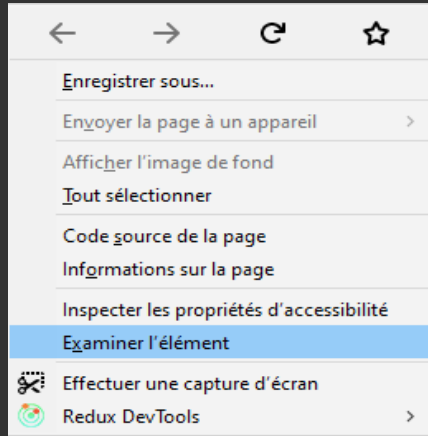 Enregistrer sous...
Envoyer la page à un appareil
Afficher l'image de fond
Tout sélectionner
Code source de la page
Informations sur la page
Inspecter les propriétés d'accessibilité
Examiner l'élément
Effectuer une capture d'écran
Redux DevTools